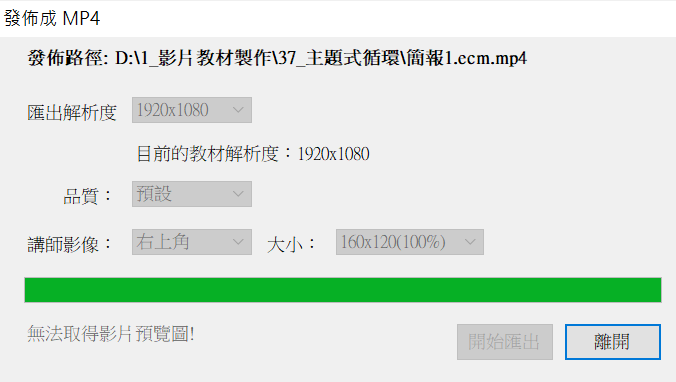 發佈成 MP4
發佈路徑: D:\1_影片教材製作\37_主題式循環\簡報1.ecm.mp4
匯出解析度 1920x1080
目前的教材解析度：1920x1080
品質： 預設
講師影像： 右上角 大小： 160x120(100%)
無法取得影片預覽圖! 開始匯出 離開